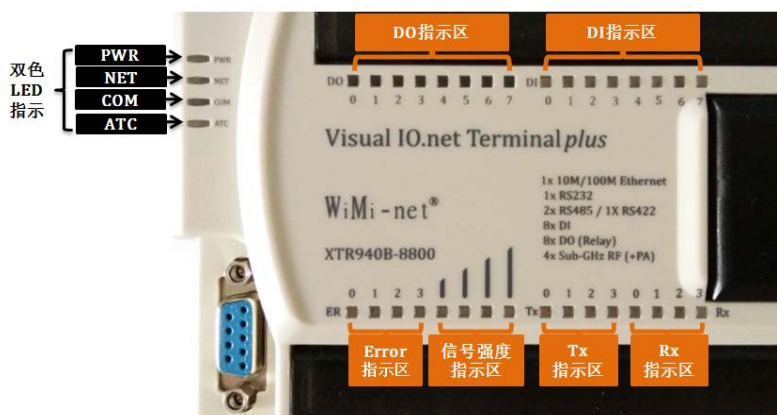 DO指示区
DI指示区
双色
LED
指示
PWR
NET
COM
ATC
PWR
NET
COM
ATC
DO
0 1 2 3 4 5 6 7
DI
0 1 2 3 4 5 6 7
Visual IO.net Terminal plus
WiMi-net®
XTR940B-8800
1x 10M/100M Ethernet
1x RS232
2x RS485 / 1X RS422
8x DI
8x DO (Relay)
4x Sub-GHz RF (+PA)
0 1 2 3
0 1 2 3 0 1 2 3
ER
Tx
Rx
Error
指示区
信号强度
指示区
Tx
指示区
Rx
指示区